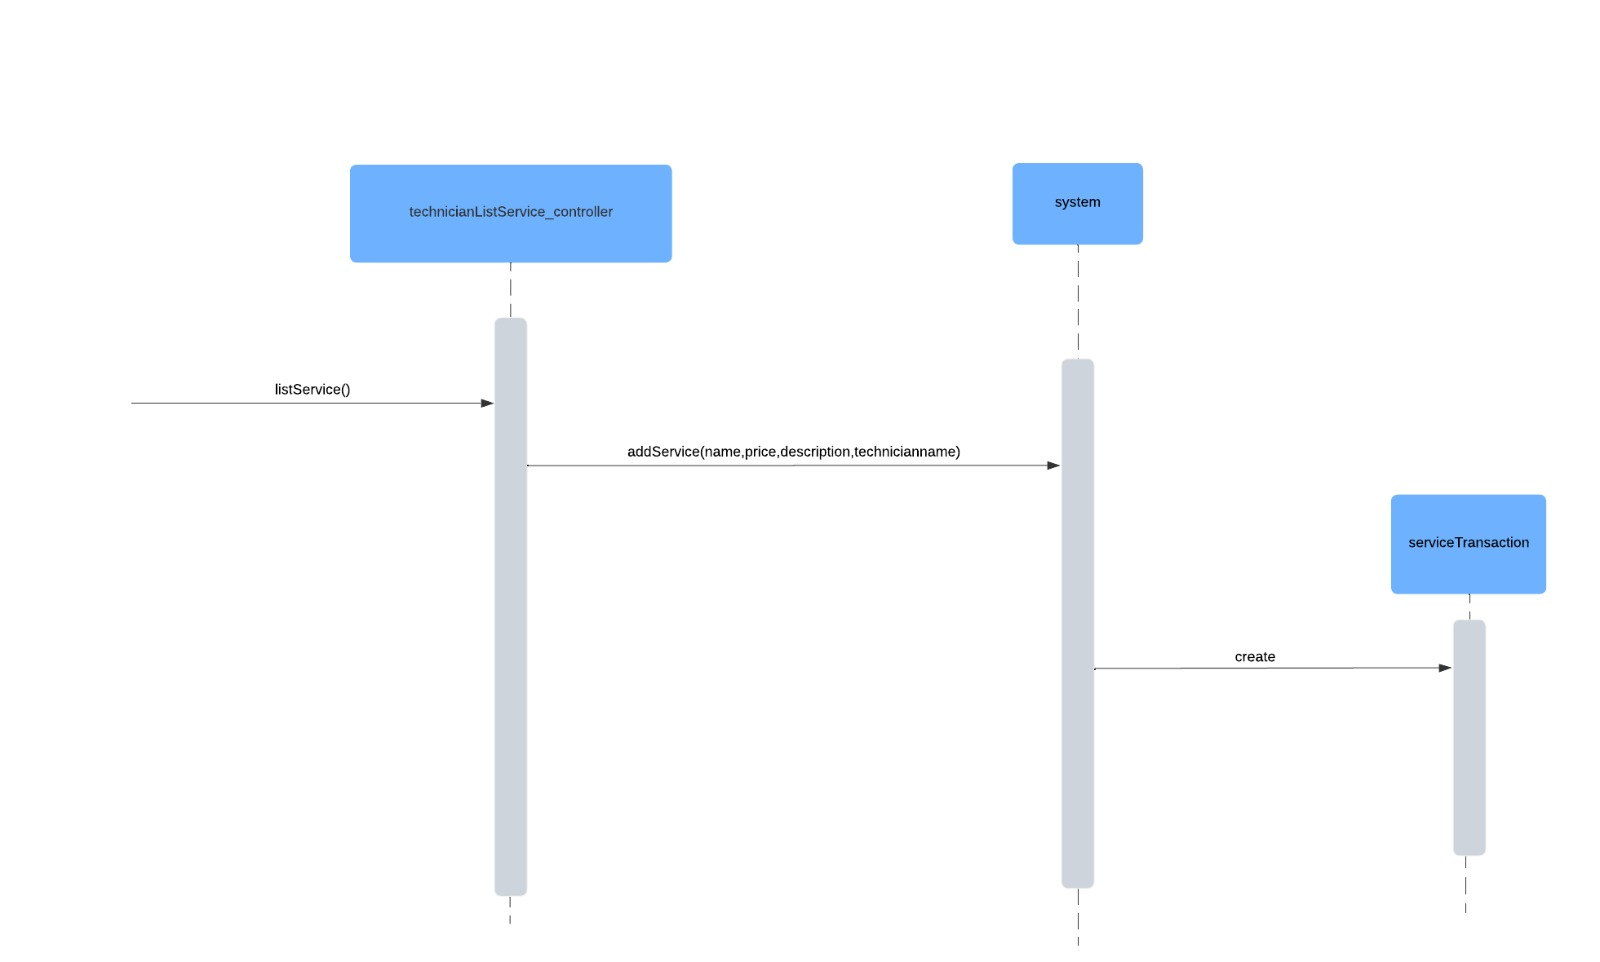 technicianListService_controller
system
listService()
addService(name,price,description,technicianname)
serviceTransaction
create